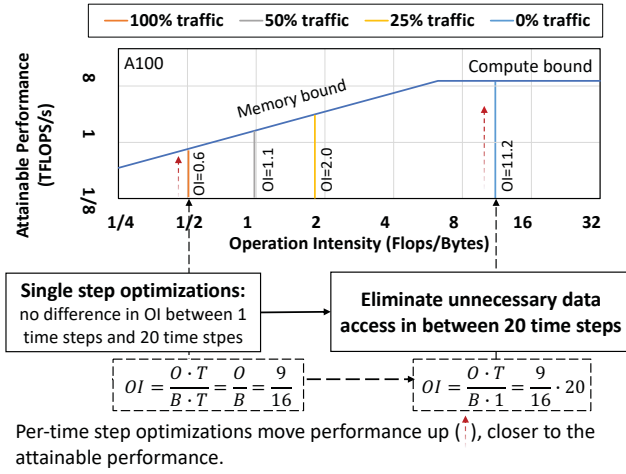 100% traffic 50% traffic 25% traffic 0% traffic
A100
Compute bound
Memory bound
Attainable Performance
(TFLOPS/s)
8
1
1/8
OI=0.6
OI=1.1
OI=2.0
OI=11.2
1/4 1/2 1 2 4 8 16 32
Operation Intensity (Flops/Bytes)
Single step optimizations:
no difference in OI between 1
time steps and 20 time stpes
Eliminate unnecessary data
access in between 20 time steps
OI = O · T / B · T = O / B = 9 / 16
OI = O · T / B · 1 = 9 / 16 · 20
Per-time step optimizations move performance up (⇡), closer to the
attainable performance.